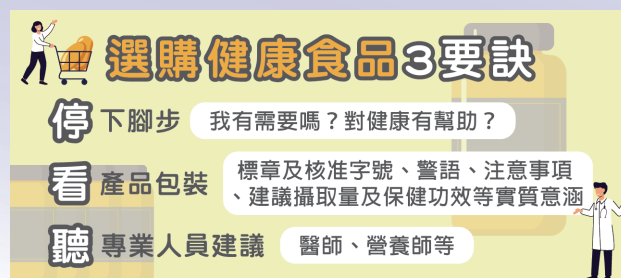 選購健康食品3要訣
停下腳步 我有需要嗎？對健康有幫助？
看產品包裝 標章及核准字號、警語、注意事項
、建議攝取量及保健功效等實質意涵
聽專業人員建議 醫師、營養師等